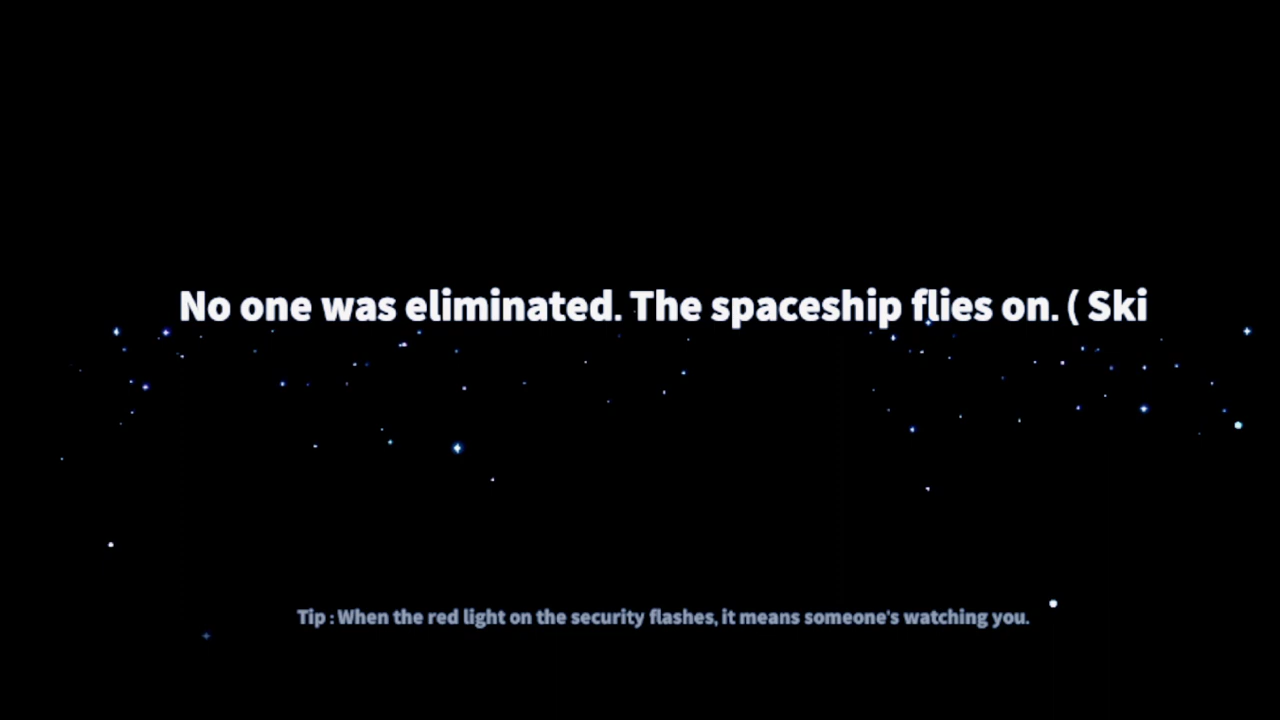 No one was eliminated. The spaceship flies on. ( Ski
Tip : When the red light on the security flashes, it means someone's watching you.